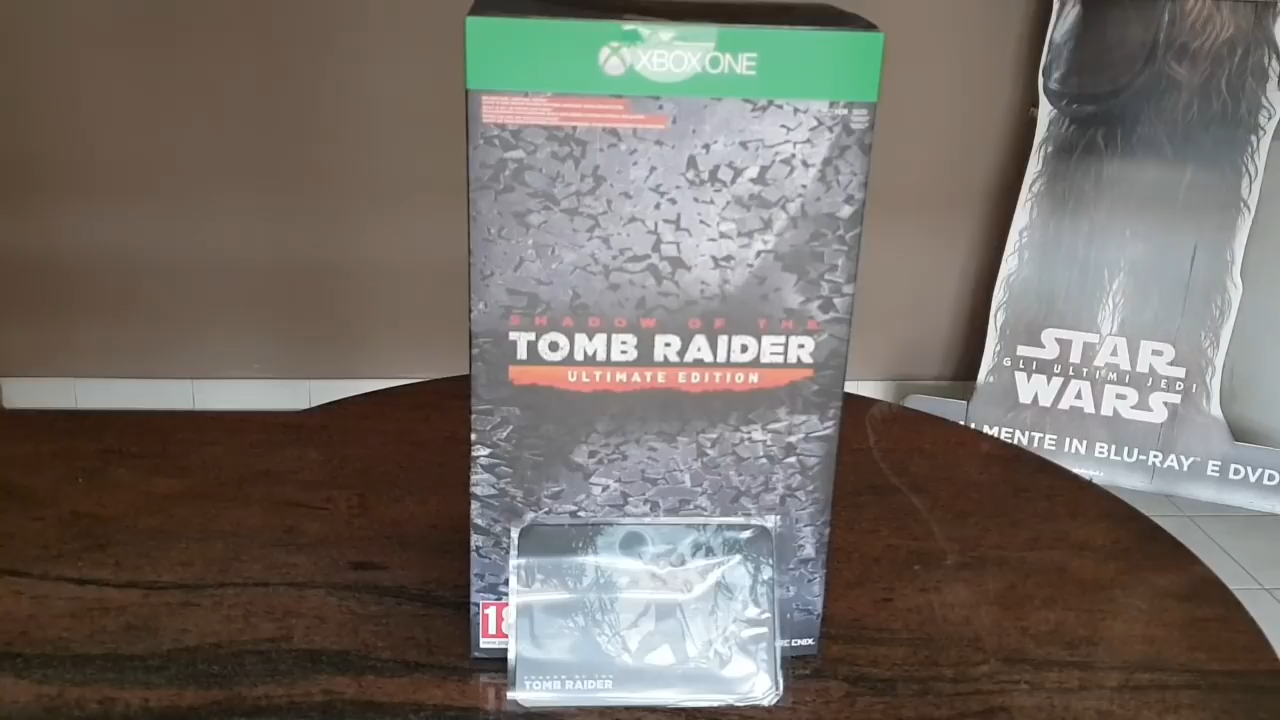 XBOX ONE
SHADOW OF THE
TOMB RAIDER
ULTIMATE EDITION
18
SHADOW OF THE
TOMB RAIDER
STAR
GLI ULTIMI JEDI
WARS
MENTE IN BLU-RAY E DVD